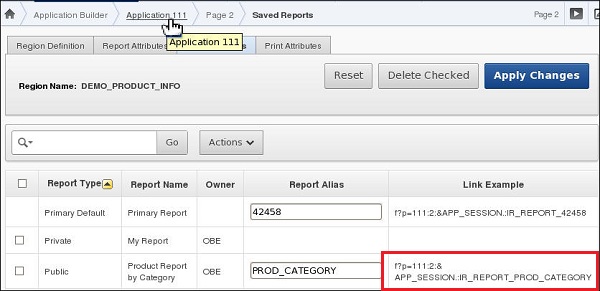 Application Builder Application 111 Page 2 Saved Reports Page 2
Application 111
Region Definition Report Attributes Print Attributes
Region Name: DEMO_PRODUCT_INFO Reset Delete Checked Apply Changes
Go Actions
Report Type Report Name Owner Report Alias Link Example
Primary Default Primary Report 42458 f?p=111:2:&APP_SESSION.:IR_REPORT_42458
Private My Report OBE
Public Product Report by Category OBE PROD_CATEGORY f?p=111:2:&
APP_SESSION.:IR_REPORT_PROD_CATEGORY